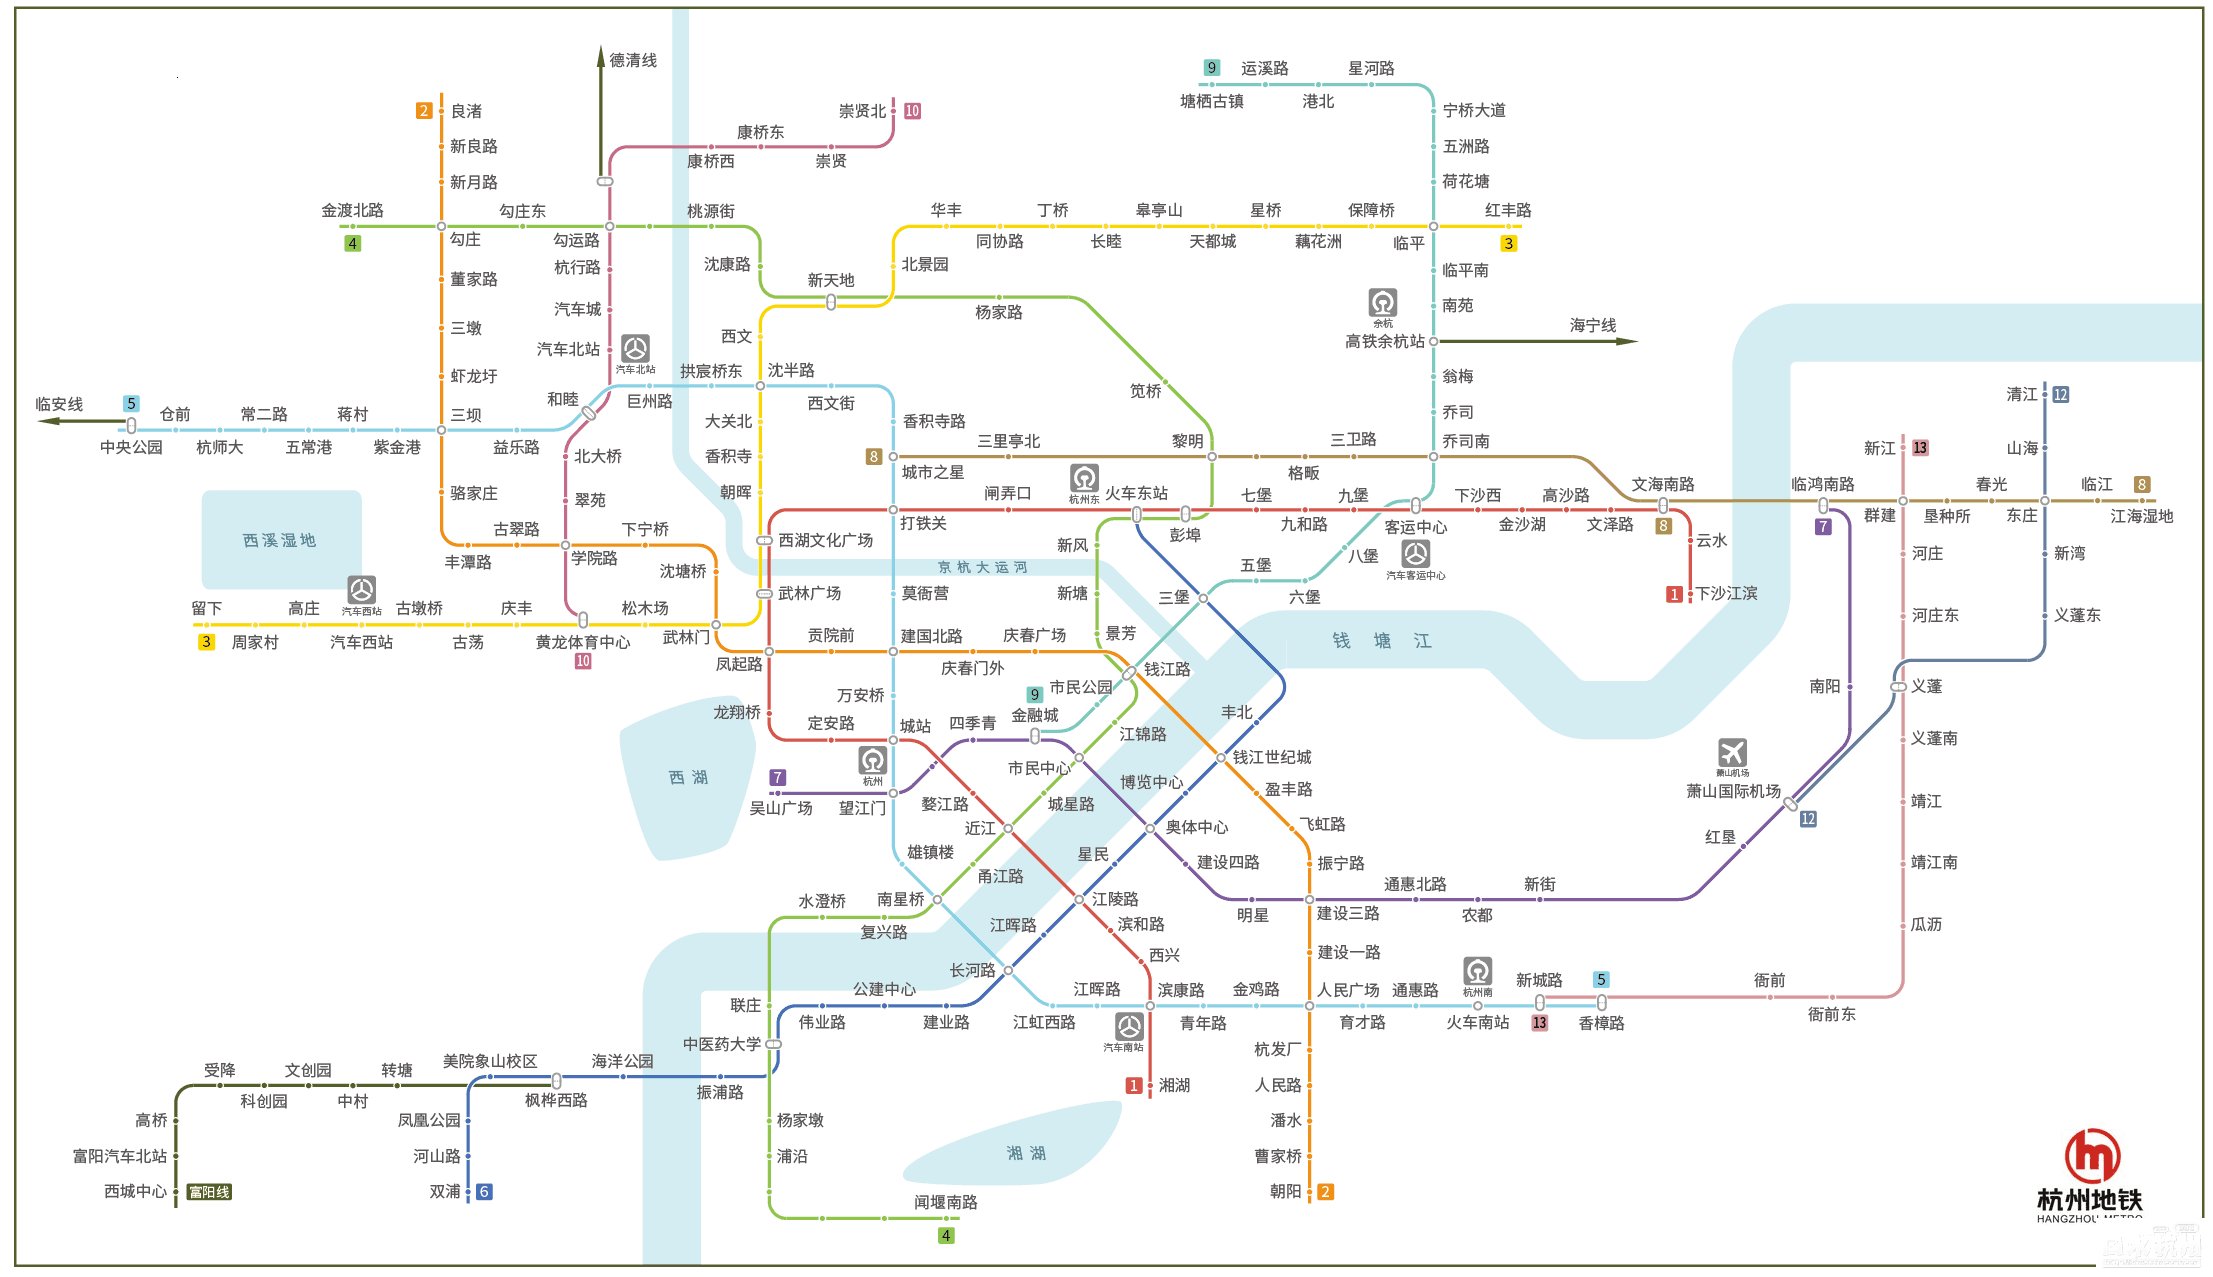 德清线
9
运溪路
星河路
塘栖古镇
港北
2
良渚
崇贤北
10
宁桥大道
康桥东
新良路
康桥西
崇贤
五洲路
新月路
荷花塘
金渡北路
勾庄东
桃源街
华丰
丁桥
皋亭山
星桥
保障桥
红丰路
4
勾庄
勾运路
同协路
长睦
天都城
藕花洲
临平
3
杭行路
沈康路
北景园
临平南
董家路
新天地
汽车城
杨家路
南苑
余杭
海宁线
三墩
西文
高铁余杭站
汽车北站
汽车北站
虾龙圩
拱宸桥东
沈半路
翁梅
笕桥
清江
12
临安线
5
仓前
常二路
蒋村
三坝
和睦
巨州路
西文街
乔司
大关北
香积寺路
中央公园
杭师大
五常港
紫金港
益乐路
三里亭北
黎明
三卫路
乔司南
新江
13
山海
北大桥
香积寺
8
城市之星
格畈
骆家庄
翠苑
朝晖
杭州东
火车东站
闸弄口
七堡
九堡
下沙西
高沙路
文海南路
临鸿南路
春光
临江
8
打铁关
彭埠
九和路
客运中心
金沙湖
文泽路
8
7
群建
垦种所
东庄
江海湿地
西溪湿地
古翠路
下宁桥
西湖文化广场
新风
云水
丰潭路
学院路
沈塘桥
京杭大运河
五堡
八堡
汽车客运中心
河庄
新湾
汽车西站
武林广场
莫衙营
新塘
三堡
六堡
1
下沙江滨
留下
高庄
古墩桥
庆丰
松木场
河庄东
义蓬东
3
周家村
汽车西站
古荡
黄龙体育中心
武林门
贡院前
建国北路
庆春广场
景芳
钱塘江
10
凤起路
庆春门外
钱江路
万安桥
9
市民公园
南阳
义蓬
龙翔桥
定安路
城站
四季青
金融城
江锦路
丰北
义蓬南
西湖
7
杭州
市民中心
博览中心
钱江世纪城
萧山机场
萧山国际机场
吴山广场
望江门
婺江路
城星路
盈丰路
靖江
12
近江
奥体中心
飞虹路
红垦
雄镇楼
星民
建设四路
振宁路
靖江南
甬江路
水澄桥
南星桥
江陵路
通惠北路
新街
复兴路
江晖路
滨和路
明星
建设三路
农都
瓜沥
长河路
西兴
建设一路
联庄
公建中心
江晖路
滨康路
金鸡路
人民广场
通惠路
杭州南
新城路
5
衙前
伟业路
建业路
江虹西路
汽车南站
青年路
育才路
火车南站
13
香樟路
衙前东
中医药大学
杭发厂
受降
文创园
转塘
美院象山校区
海洋公园
1
湘湖
人民路
科创园
中村
枫桦西路
振浦路
高桥
凤凰公园
杨家墩
潘水
富阳汽车北站
河山路
浦沿
湘湖
曹家桥
西城中心
富阳线
双浦
6
闻堰南路
朝阳
2
4
杭州地铁
HANGZHOU METRO